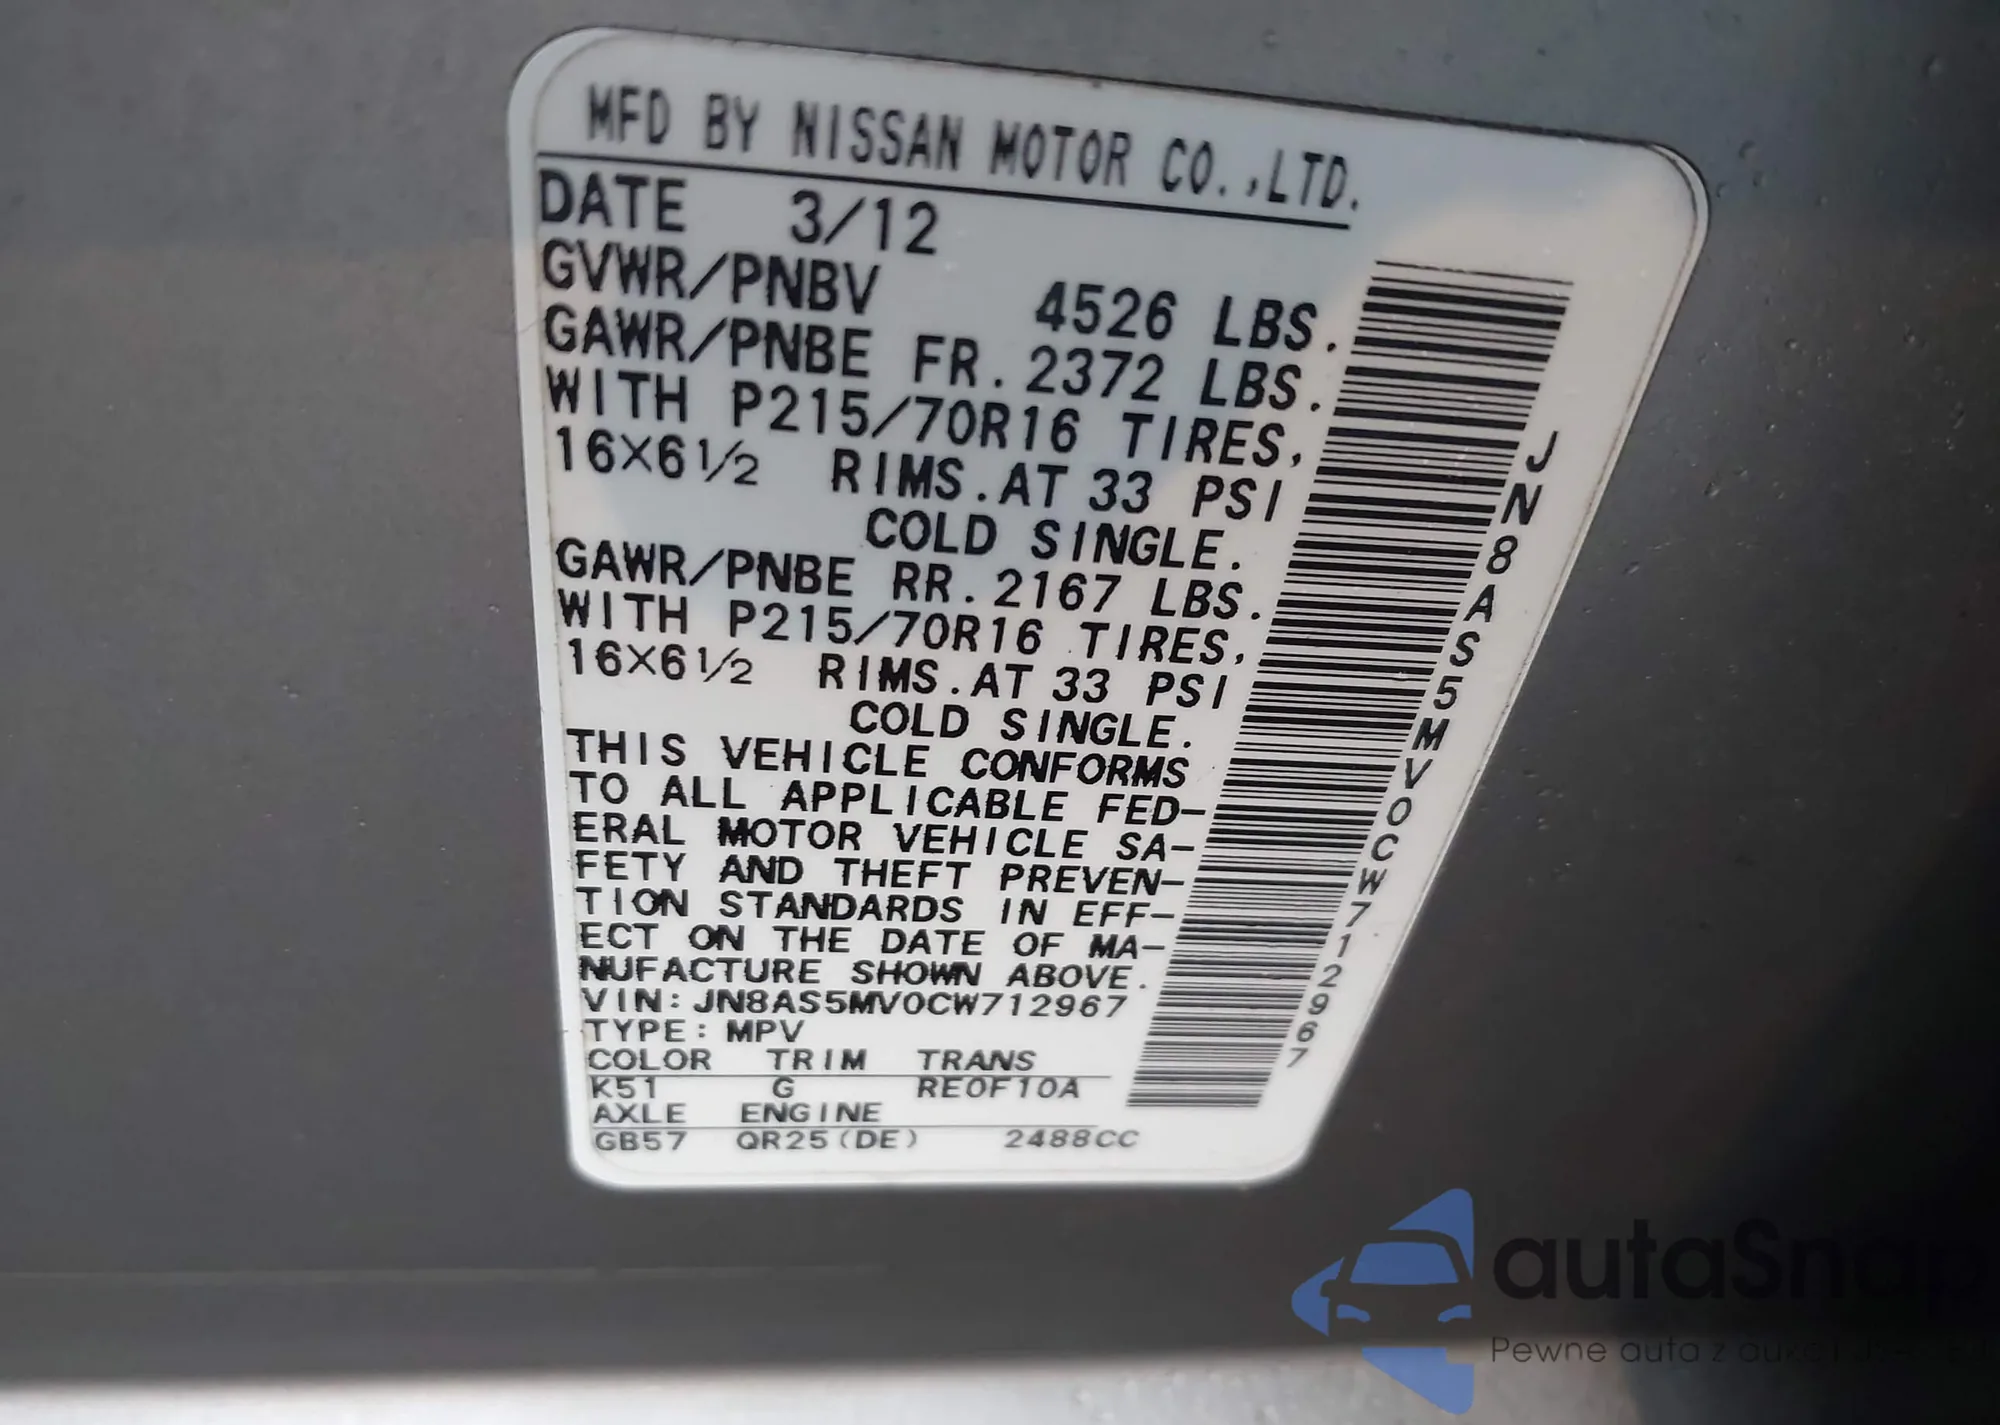 MFD BY NISSAN MOTOR CO.,LTD.
DATE 3/12
GVWR/PNBV 4526 LBS.
GAWR/PNBE FR. 2372 LBS.
WITH P215/70R16 TIRES,
16X6½ RIMS. AT 33 PSI
COLD SINGLE.
GAWR/PNBE RR. 2167 LBS.
WITH P215/70R16 TIRES,
16X6½ RIMS. AT 33 PSI
COLD SINGLE.
THIS VEHICLE CONFORMS
TO ALL APPLICABLE FED-
ERAL MOTOR VEHICLE SA-
FETY AND THEFT PREVEN-
TION STANDARDS IN EFF-
ECT ON THE DATE OF MA-
NUFACTURE SHOWN ABOVE.
VIN: JN8AS5MV0CW712967
TYPE: MPV
COLOR TRIM TRANS
K51 G RE0F10A
AXLE ENGINE
GB57 QR25(DE) 2488CC
JN8AS5MV0CW712967
autaSnap
Pewne auta z